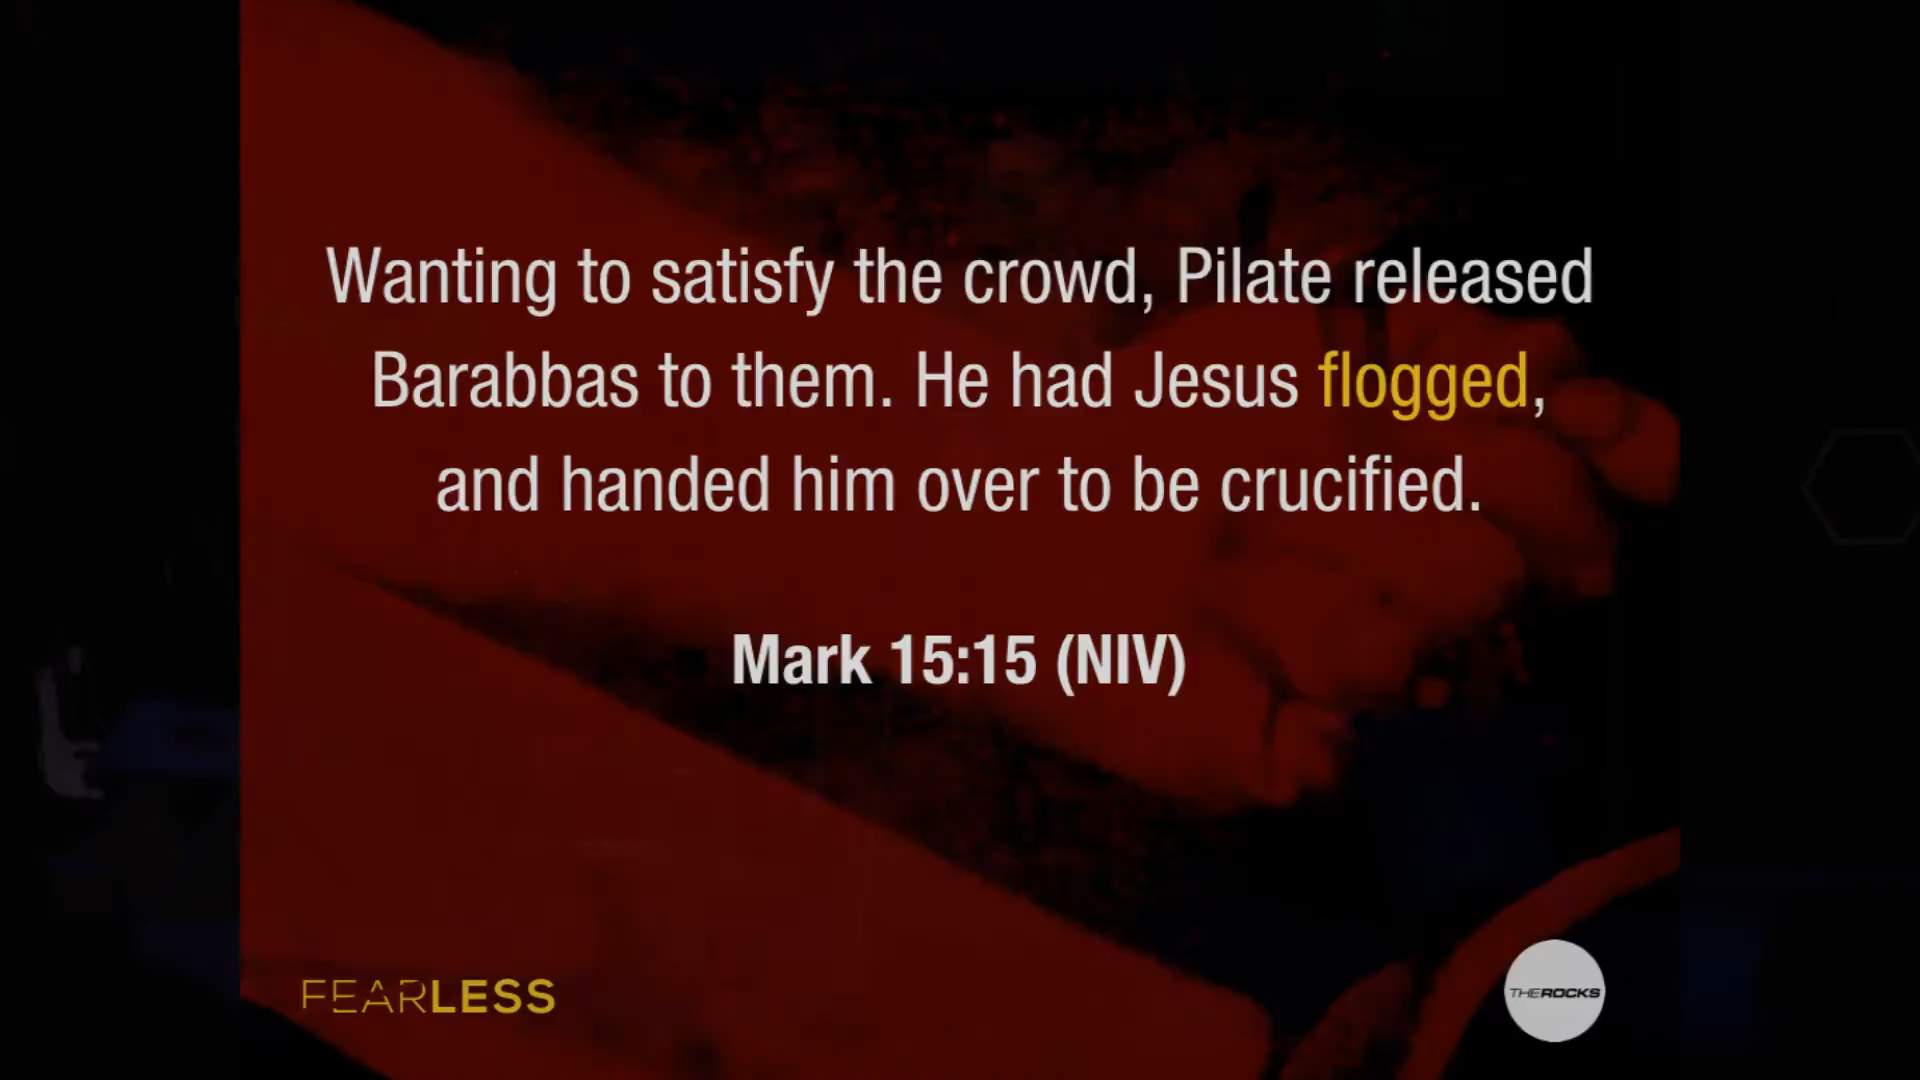 Wanting to satisfy the crowd, Pilate released
Barabbas to them. He had Jesus flogged,
and handed him over to be crucified.
Mark 15:15 (NIV)
FEARLESS
THEROCKS